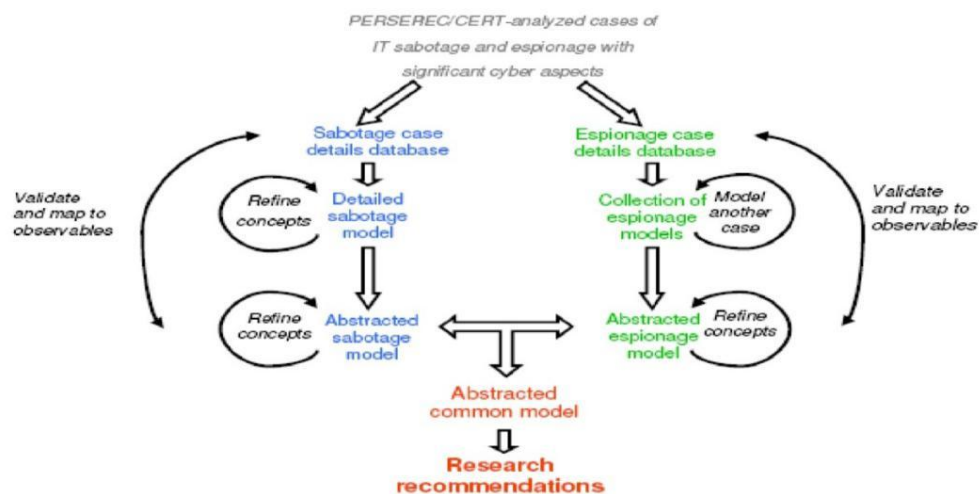 PERSEREC/CERT-analyzed cases of
IT sabotage and espionage with
significant cyber aspects
Sabotage case
details database
Espionage case
details database
Validate
and map to
observables
Refine
concepts
Detailed
sabotage
model
Collection of
espionage
models
Model
another
case
Validate
and map to
observables
Refine
concepts
Abstracted
sabotage
model
Abstracted
espionage
model
Refine
concepts
Abstracted
common model
Research
recommendations